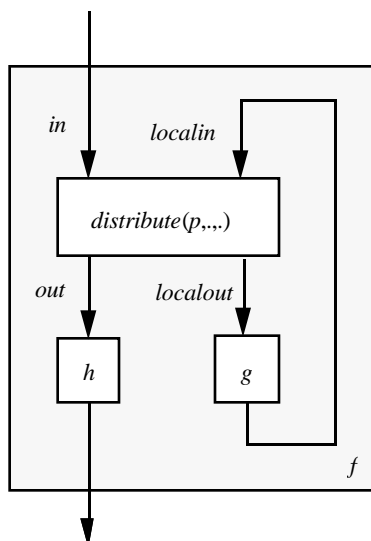 in
localin
distribute(p,.,.)
out
localout
h
g
f